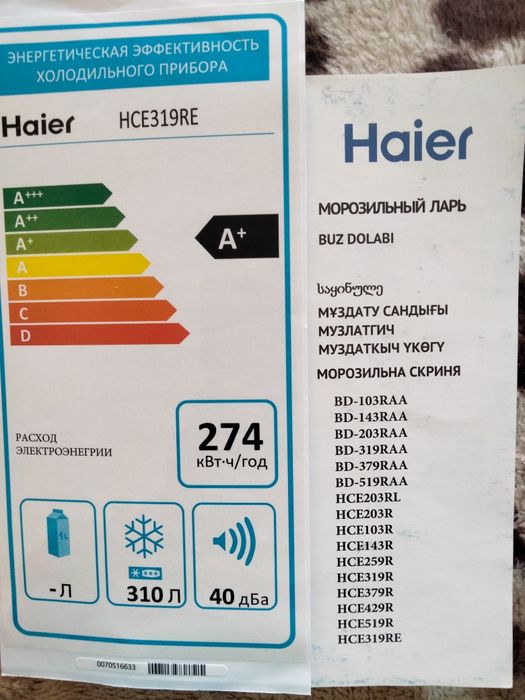 ЭНЕРГЕТИЧЕСКАЯ ЭФФЕКТИВНОСТЬ
ХОЛОДИЛЬНОГО ПРИБОРА
Haier HCE319RE
A+++
A++
A+
A
B
C
D
A+
РАСХОД
ЭЛЕКТРОЭНЕГРИИ
274
кВт·ч/год
1L
- Л
310 Л
40 дБа
0070516633
Haier
МОРОЗИЛЬНЫЙ ЛАРЬ
BUZ DOLABI
საყინულე
МҰЗДАТУ САНДЫҒЫ
МУЗЛАТГИЧ
МУЗДАТКЫЧ ҮКӨГҮ
МОРОЗИЛЬНА СКРИНЯ
BD-103RAA
BD-143RAA
BD-203RAA
BD-319RAA
BD-379RAA
BD-519RAA
HCE203RL
HCE203R
HCE103R
HCE143R
HCE259R
HCE319R
HCE379R
HCE429R
HCE519R
HCE319RE